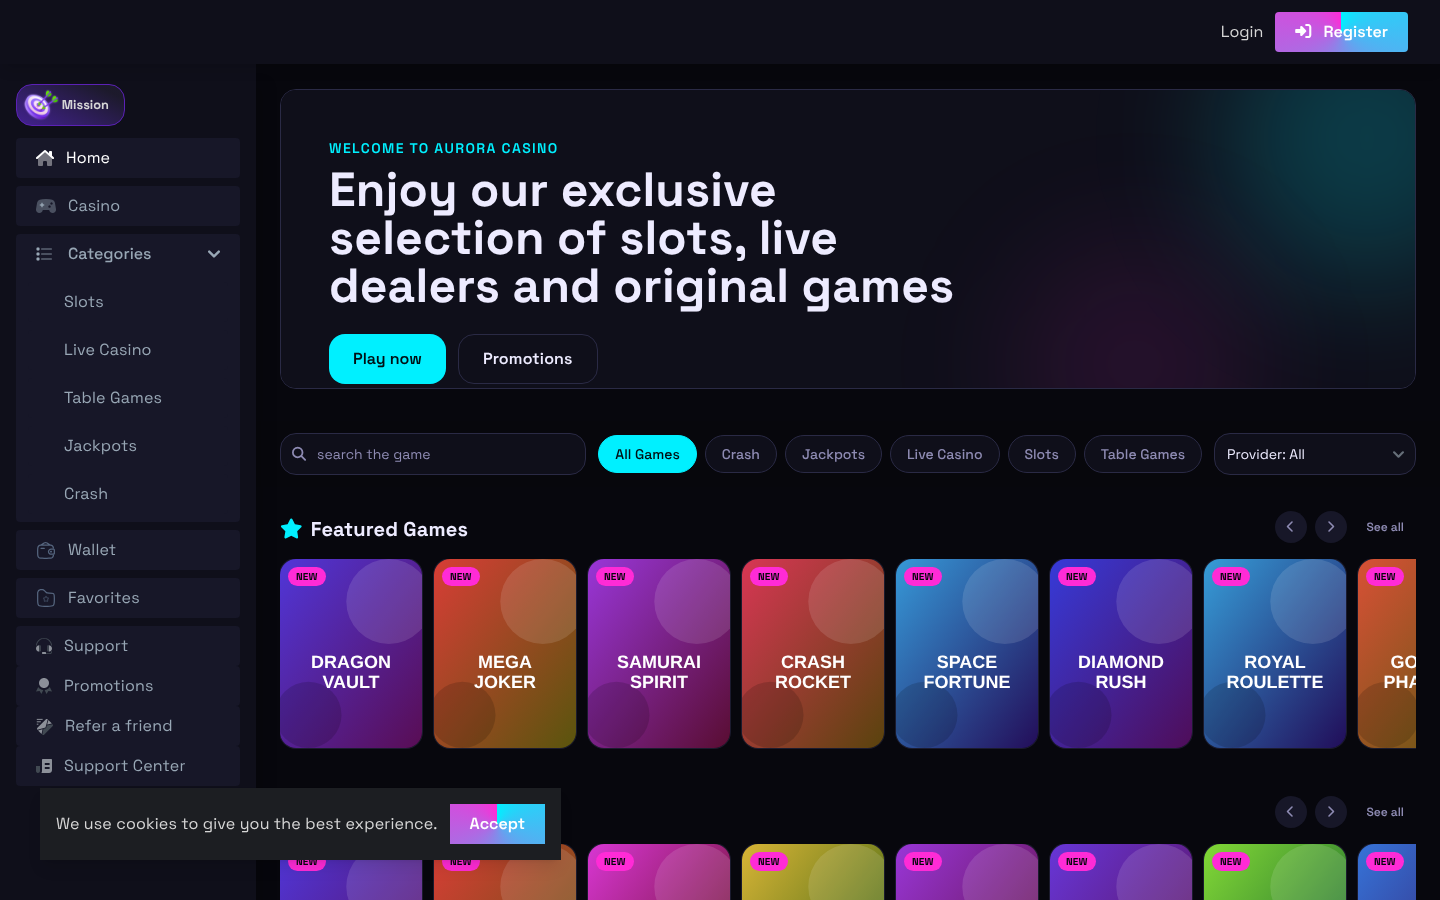 Login
Register
Mission
Home
Casino
Categories
Slots
Live Casino
Table Games
Jackpots
Crash
Wallet
Favorites
Support
Promotions
Refer a friend
Support Center
WELCOME TO AURORA CASINO
Enjoy our exclusive
selection of slots, live
dealers and original games
Play now
Promotions
search the game
All Games
Crash
Jackpots
Live Casino
Slots
Table Games
Provider: All
Featured Games
See all
NEW
NEW
NEW
NEW
NEW
NEW
NEW
NEW
DRAGON
VAULT
MEGA
JOKER
SAMURAI
SPIRIT
CRASH
ROCKET
SPACE
FORTUNE
DIAMOND
RUSH
ROYAL
ROULETTE
GO
PHA
See all
We use cookies to give you the best experience.
Accept
NEW
NEW
NEW
NEW
NEW
NEW
NEW
NEW